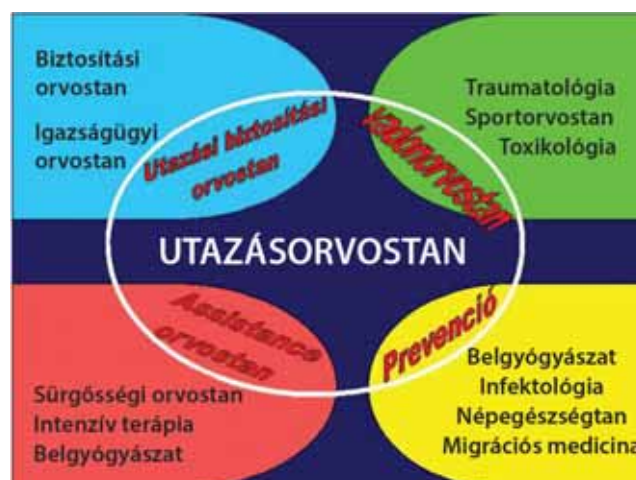 Biztosítási
orvostan
Igazságügyi
orvostan
Utazási biztosítási
orvostan
Traumatológia
Sportorvostan
Toxikológia
UTAZÁSORVOSTAN
Assistance
orvostan
Sürgősségi orvostan
Intenzív terápia
Belgyógyászat
Prevenció
Belgyógyászat
Infektológia
Népegészségtan
Migrációs medicina